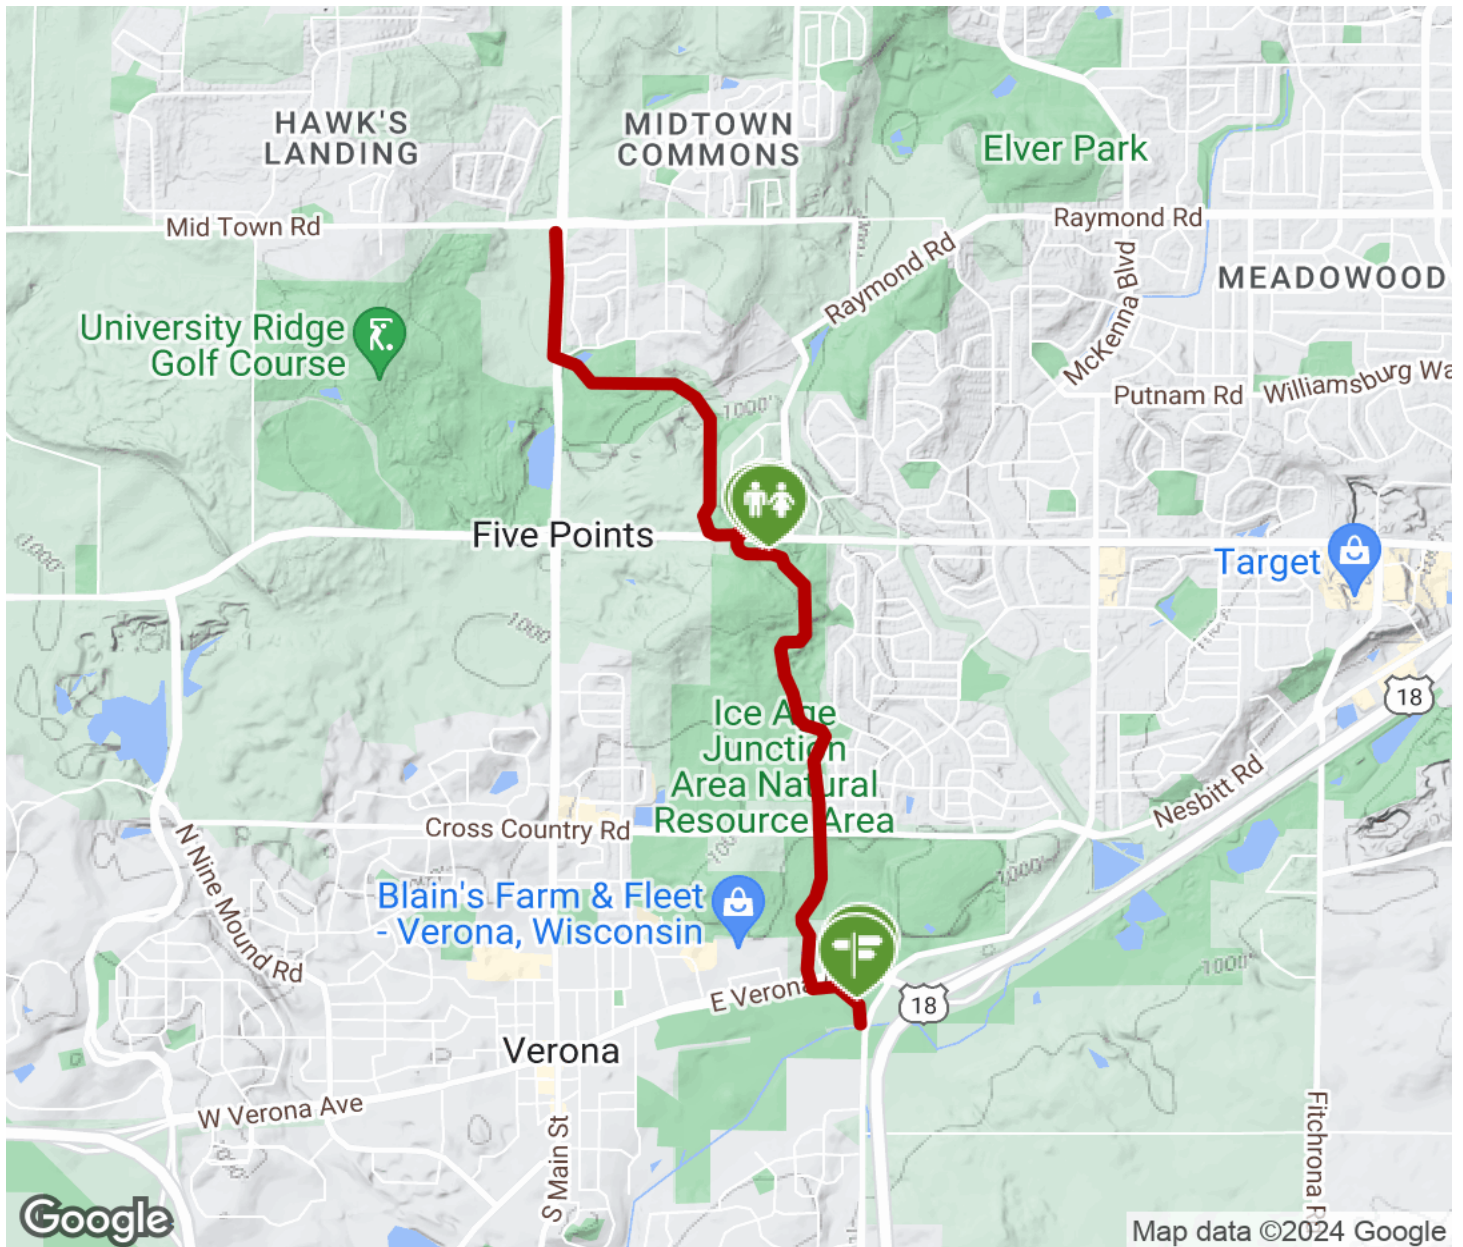 HAWK'S
LANDING
MIDTOWN
COMMONS
Elver Park
Mid Town Rd
Raymond Rd
Raymond Rd
McKenna Blvd
MEADOWOOD
University Ridge
Golf Course
Putnam Rd
Williamsburg Wa
1000'
Five Points
1000'
Target
1000'
18
Ice Age
Junction
Area Natural
Resource Area
Nesbitt Rd
Cross Country Rd
N Nine Mound Rd
1000'
Blain's Farm & Fleet
- Verona, Wisconsin
E Verona
18
1000'
Verona
W Verona Ave
S Main St
Fitchrona R
Google
Map data ©2024 Google